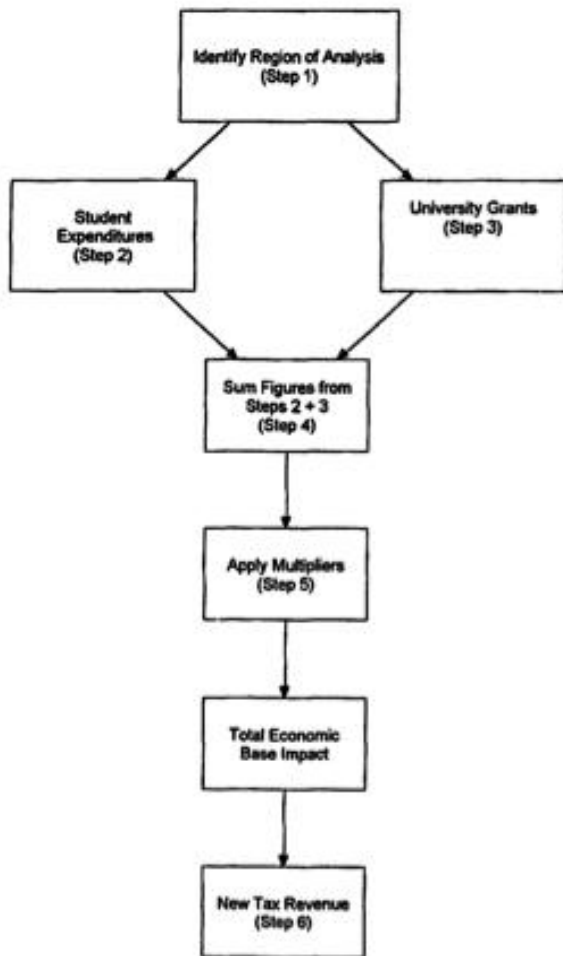 Identify Region of Analysis
(Step 1)
Student
Expenditures
(Step 2)
University Grants
(Step 3)
Sum Figures from
Steps 2 + 3
(Step 4)
Apply Multipliers
(Step 5)
Total Economic
Base Impact
New Tax Revenue
(Step 6)